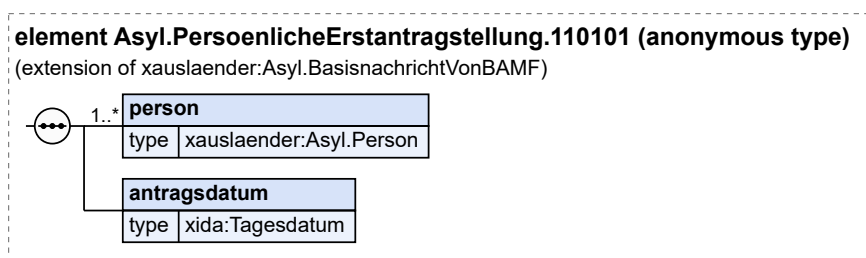 element Asyl.PersoenlicheErstantragstellung.110101 (anonymous type)
(extension of xauslaender:Asyl.BasisnachrichtVonBAMF)
1..* person
type xauslaender:Asyl.Person
antragsdatum
type xida:Tagesdatum